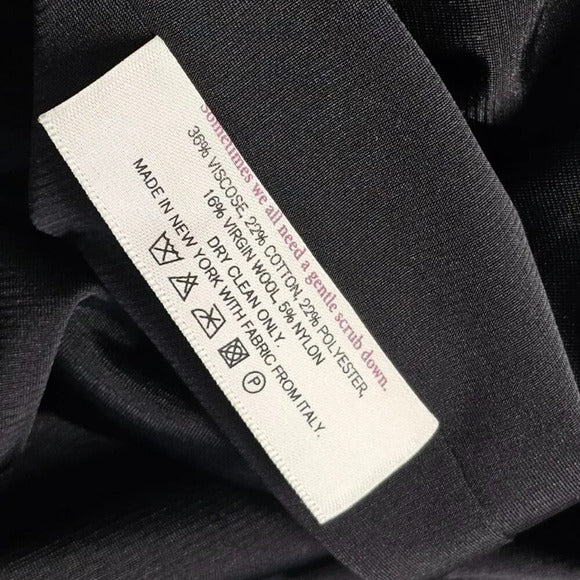 Sometimes we all need a gentle scrub down.
36% VISCOSE, 22% COTTON, 22% POLYESTER,
16% VIRGIN WOOL, 5% NYLON
DRY CLEAN ONLY
MADE IN NEW YORK WITH FABRIC FROM ITALY.
P